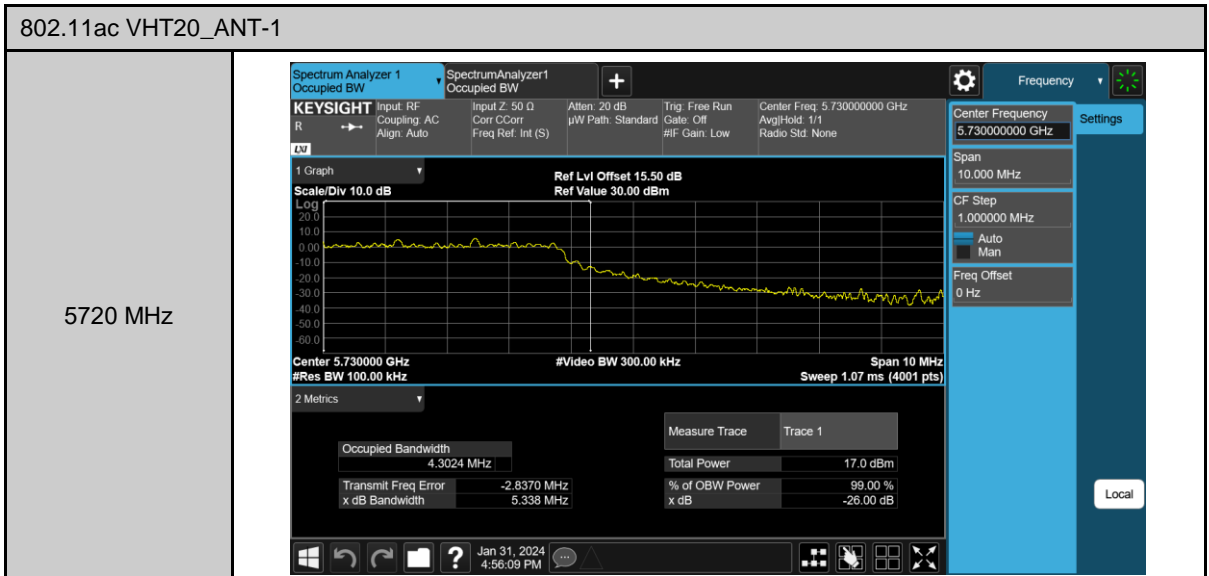 802.11ac VHT20_ANT-1
5720 MHz
Spectrum Analyzer 1
Occupied BW
SpectrumAnalyzer1
Occupied BW
Frequency
KEYSIGHT
R
LXI
Input: RF
Coupling: AC
Align: Auto
Input Z: 50 Ω
Corr CCorr
Freq Ref: Int (S)
Atten: 20 dB
µW Path: Standard
Trig: Free Run
Gate: Off
#IF Gain: Low
Center Freq: 5.730000000 GHz
Avg|Hold: 1/1
Radio Std: None
Center Frequency
5.730000000 GHz
Settings
Span
10.000 MHz
CF Step
1.000000 MHz
Auto
Man
Freq Offset
0 Hz
Local
1 Graph
Scale/Div 10.0 dB
Ref Lvl Offset 15.50 dB
Ref Value 30.00 dBm
Log
20.0
10.0
0.00
-10.0
-20.0
-30.0
-40.0
-50.0
-60.0
Center 5.730000 GHz
#Video BW 300.00 kHz
Span 10 MHz
#Res BW 100.00 kHz
Sweep 1.07 ms (4001 pts)
2 Metrics
Measure Trace Trace 1
Occupied Bandwidth
4.3024 MHz
Total Power 17.0 dBm
Transmit Freq Error -2.8370 MHz
% of OBW Power 99.00 %
x dB Bandwidth 5.338 MHz
x dB -26.00 dB
?
Jan 31, 2024
4:56:09 PM